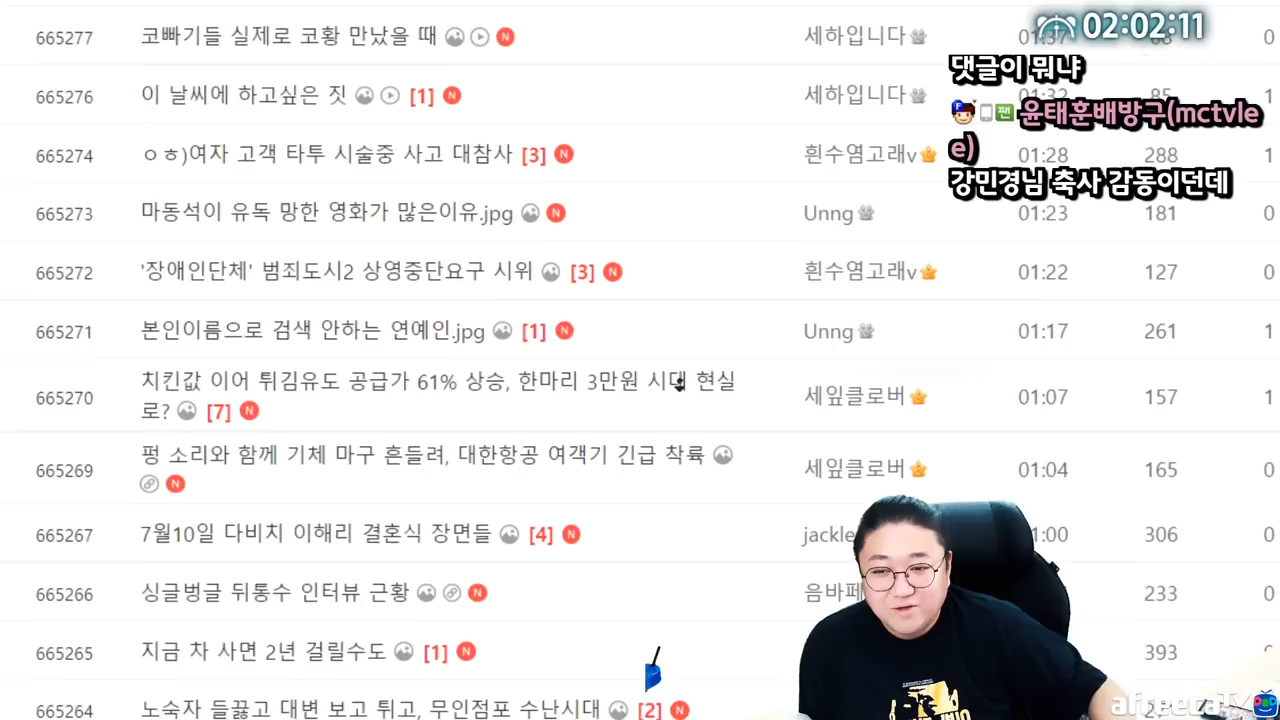 02:02:11
665277 코빠기들 실제로 코황 만났을 때 N 세하입니다 0
댓글이 뭐냐
665276 이 날씨에 하고싶은 짓 [1] N 세하입니다 01:32 85 1
윤태훈배방구(mctvlee)
665274 ㅇㅎ)여자 고객 타투 시술중 사고 대참사 [3] N 흰수염고래v 01:28 288 1
강민경님 축사 감동이던데
665273 마동석이 유독 망한 영화가 많은이유.jpg N Unng 01:23 181 0
665272 '장애인단체' 범죄도시2 상영중단요구 시위 [3] N 흰수염고래v 01:22 127 0
665271 본인이름으로 검색 안하는 연예인.jpg [1] N Unng 01:17 261 1
665270 치킨값 이어 튀김유도 공급가 61% 상승, 한마리 3만원 시대 현실
로? [7] N 세잎클로버 01:07 157 1
665269 펑 소리와 함께 기체 마구 흔들려, 대한항공 여객기 긴급 착륙
N 세잎클로버 01:04 165 0
665267 7월10일 다비치 이해리 결혼식 장면들 [4] N jackle 1:00 306 0
665266 싱글벙글 뒤통수 인터뷰 근황 N 음바페 233 0
665265 지금 차 사면 2년 걸릴수도 [1] N 393
665264 노숙자 들끓고 대변 보고 튀고, 무인점포 수난시대 [2] N
afreecaTV